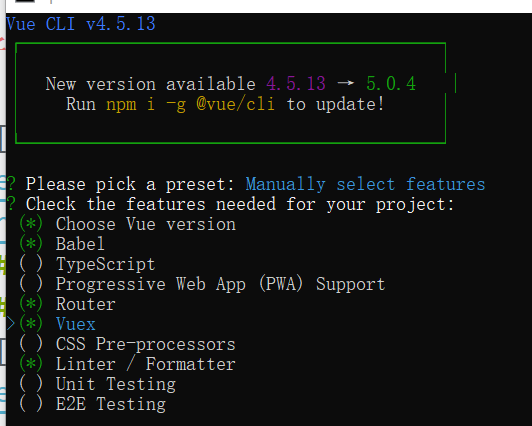 Vue CLI v4.5.13
New version available 4.5.13 → 5.0.4
Run npm i -g @vue/cli to update!
? Please pick a preset: Manually select features
? Check the features needed for your project:
(*) Choose Vue version
(*) Babel
( ) TypeScript
( ) Progressive Web App (PWA) Support
(*) Router
>(*) Vuex
( ) CSS Pre-processors
(*) Linter / Formatter
( ) Unit Testing
( ) E2E Testing